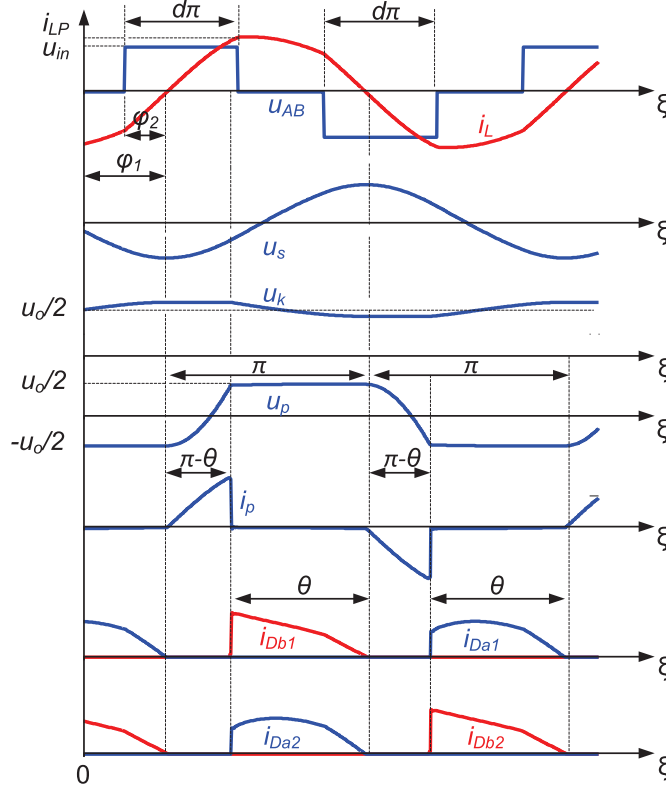 dπ dπ
i_LP
u_in
u_AB i_L ξ
φ_2
φ_1
ξ
u_s
u_k
u_o/2
ξ
π π
u_o/2
u_p
-u_o/2 ξ
π-θ π-θ
i_p
ξ
θ θ
i_Db1 i_Da1
ξ
i_Da2 i_Db2
ξ
0